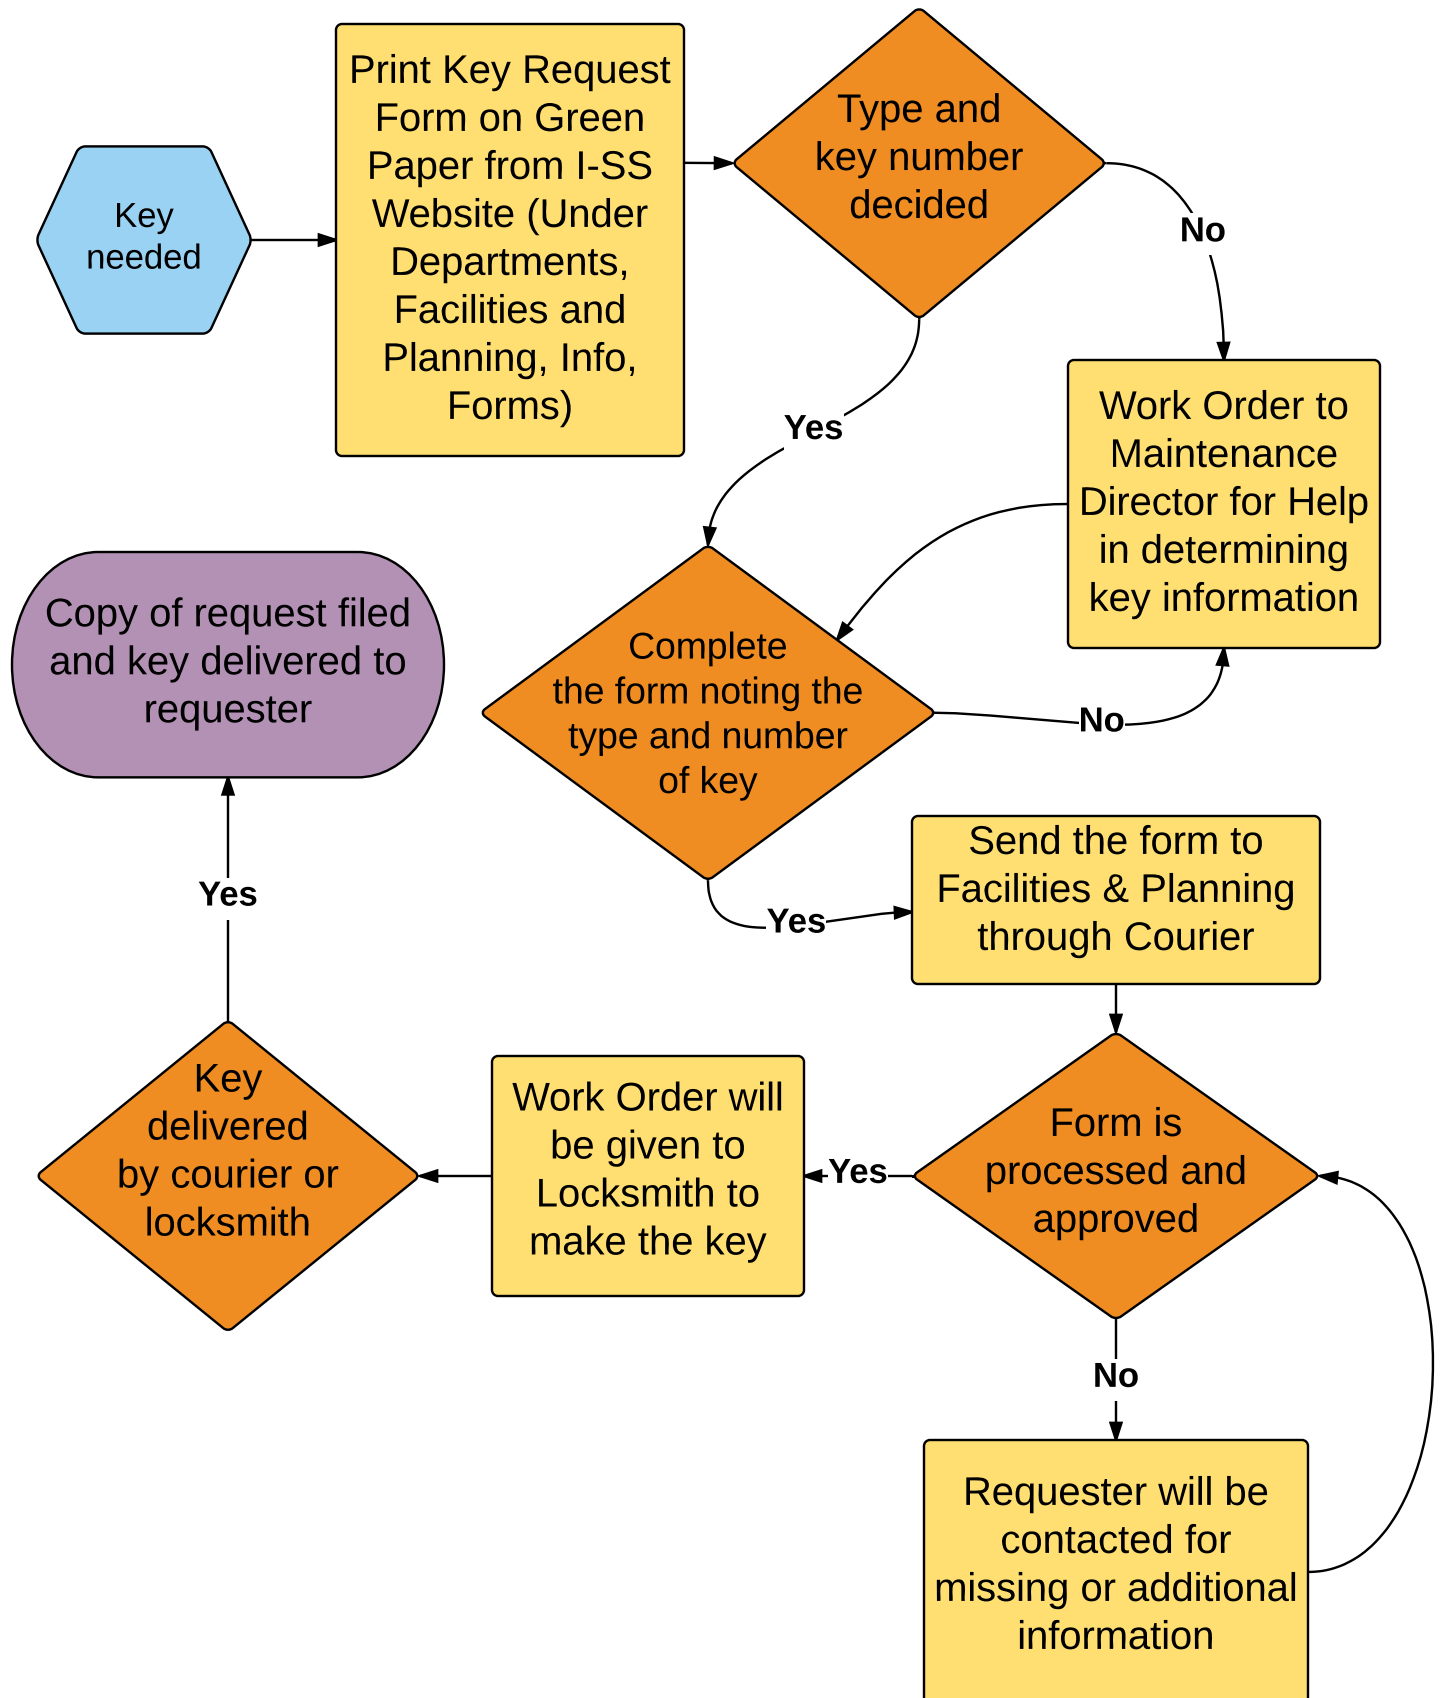 Key
needed
Print Key Request
Form on Green
Paper from I-SS
Website (Under
Departments,
Facilities and
Planning, Info,
Forms)
Type and
key number
decided
No
Yes
Work Order to
Maintenance
Director for Help
in determining
key information
Complete
the form noting the
type and number
of key
No
Yes
Send the form to
Facilities & Planning
through Courier
Form is
processed and
approved
Yes
No
Requester will be
contacted for
missing or additional
information
Work Order will
be given to
Locksmith to
make the key
Key
delivered
by courier or
locksmith
Yes
Copy of request filed
and key delivered to
requester